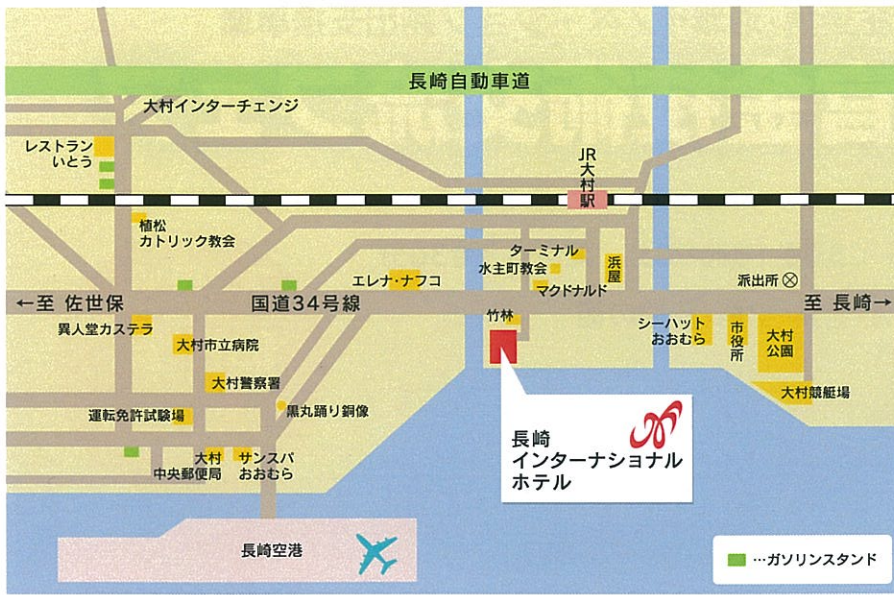 長崎自動車道
大村インターチェンジ
レストラン
いとう
JR
大
村
駅
植松
カトリック教会
ターミナル
水主町教会
浜
屋
エレナ・ナフコ
マクドナルド
派出所
←至 佐世保
国道34号線
至 長崎→
異人堂カステラ
竹林
シーハット
おおむら
市
役
所
大村
公園
大村市立病院
大村警察署
大村競艇場
運転免許試験場
黒丸踊り銅像
長崎
インターナショナル
ホテル
大村
中央郵便局
サンスパ
おおむら
長崎空港
…ガソリンスタンド